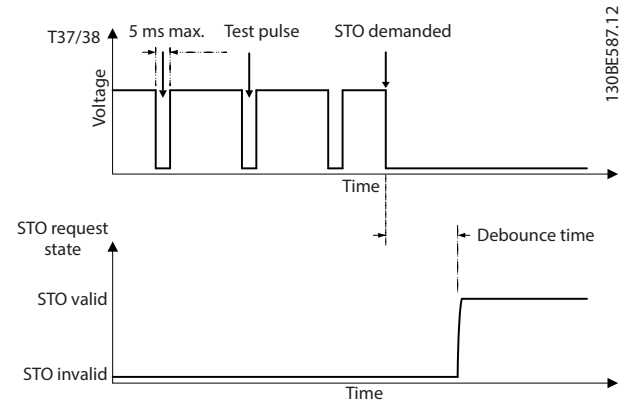 T37/38
5 ms max.
Test pulse
STO demanded
130BE587.12
Voltage
Time
STO request
state
Debounce time
STO valid
STO invalid
Time